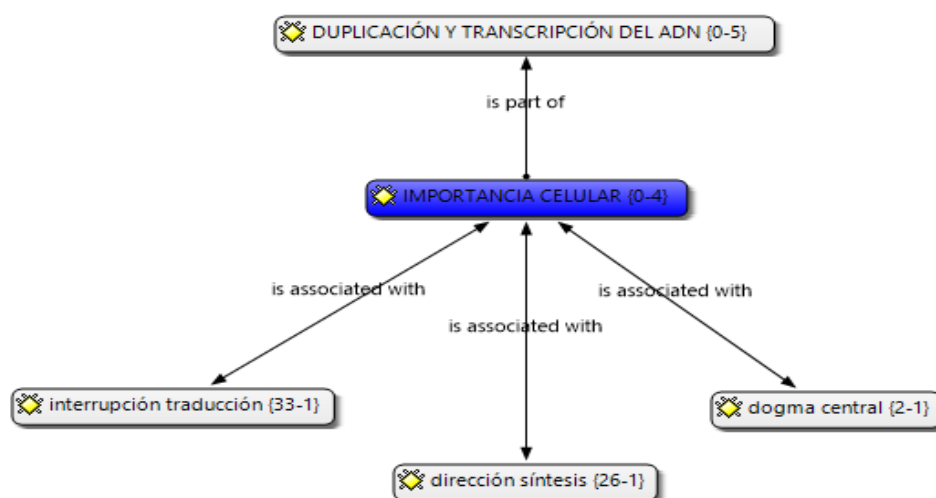 DUPLICACIÓN Y TRANSCRIPCIÓN DEL ADN {0-5}
is part of
IMPORTANCIA CELULAR {0-4}
is associated with
is associated with
is associated with
interrupción traducción {33-1}
dogma central {2-1}
dirección síntesis {26-1}